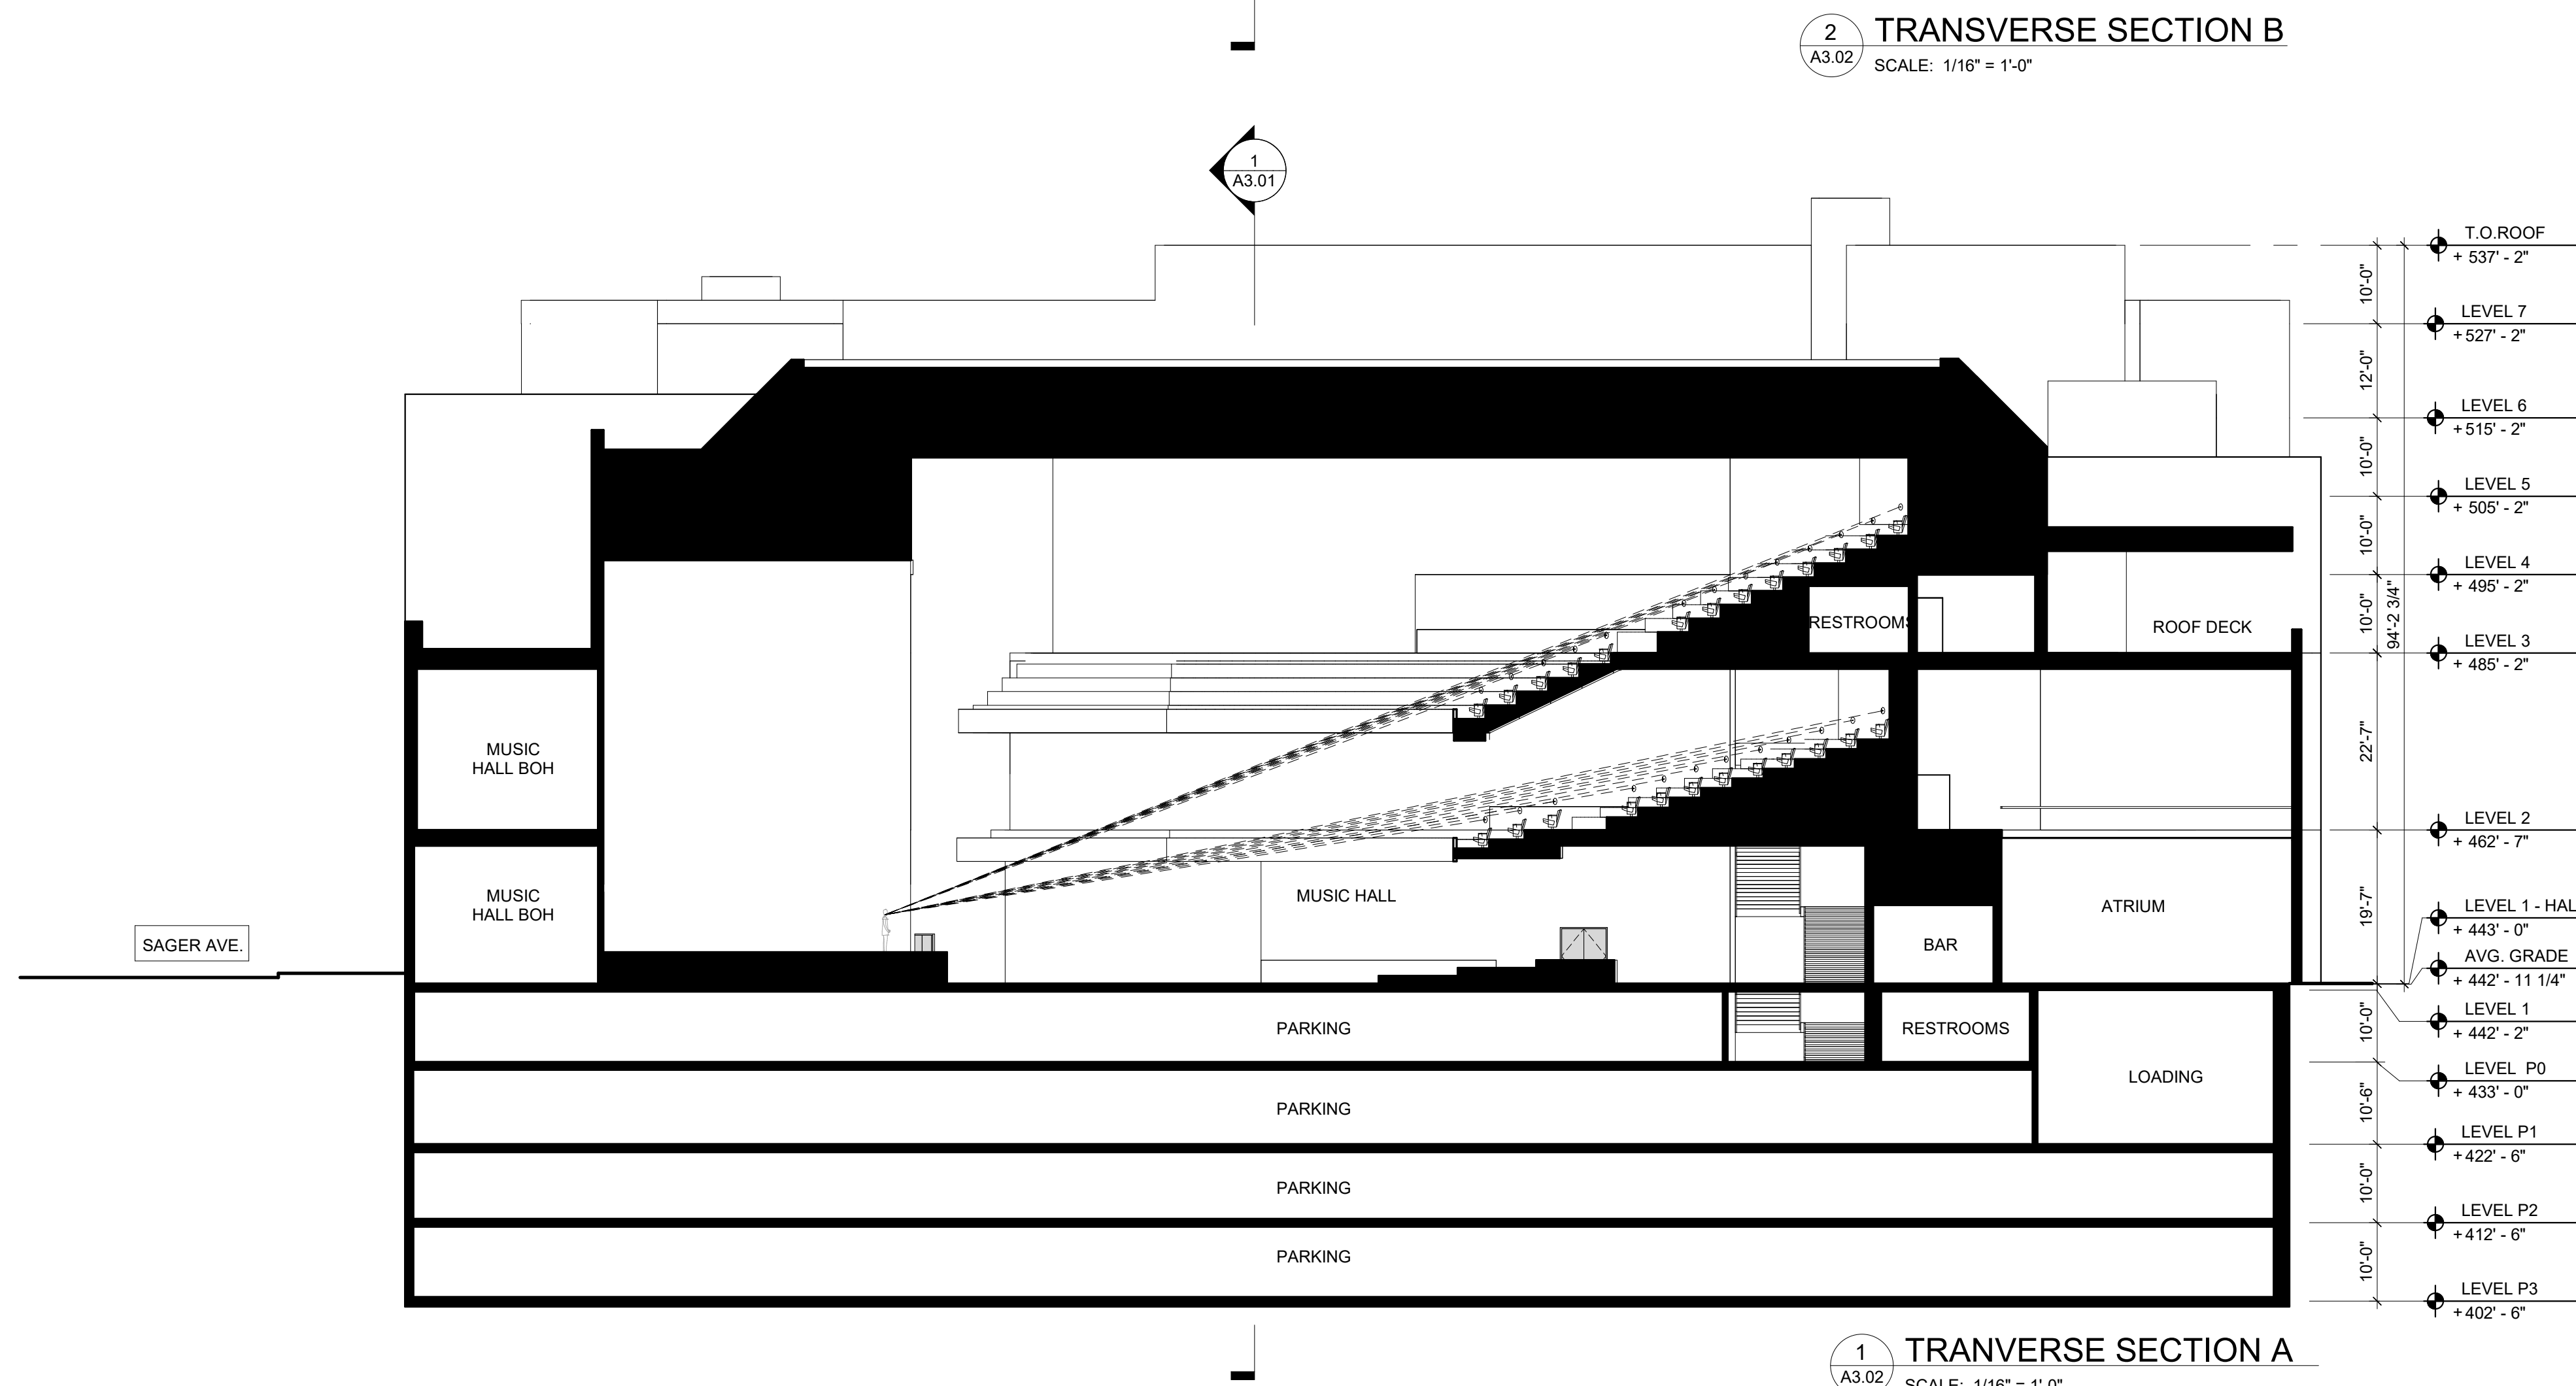 2
A3.02
TRANSVERSE SECTION B
SCALE: 1/16" = 1'-0"
1
A3.01
T.O.ROOF
+ 537' - 2"
10'-0"
LEVEL 7
+ 527' - 2"
12'-0"
LEVEL 6
+ 515' - 2"
10'-0"
LEVEL 5
+ 505' - 2"
10'-0"
LEVEL 4
+ 495' - 2"
10'-0"
94'-2 3/4"
LEVEL 3
+ 485' - 2"
22'-7"
LEVEL 2
+ 462' - 7"
19'-7"
LEVEL 1 - HAL
+ 443' - 0"
AVG. GRADE
+ 442' - 11 1/4"
LEVEL 1
+ 442' - 2"
10'-0"
LEVEL P0
+ 433' - 0"
10'-6"
LEVEL P1
+ 422' - 6"
10'-0"
LEVEL P2
+ 412' - 6"
10'-0"
LEVEL P3
+ 402' - 6"
RESTROOMS
ROOF DECK
MUSIC
HALL BOH
MUSIC
HALL BOH
MUSIC HALL
ATRIUM
BAR
SAGER AVE.
PARKING
RESTROOMS
LOADING
PARKING
PARKING
PARKING
1
A3.02
TRANVERSE SECTION A
SCALE: 1/16" = 1'-0"